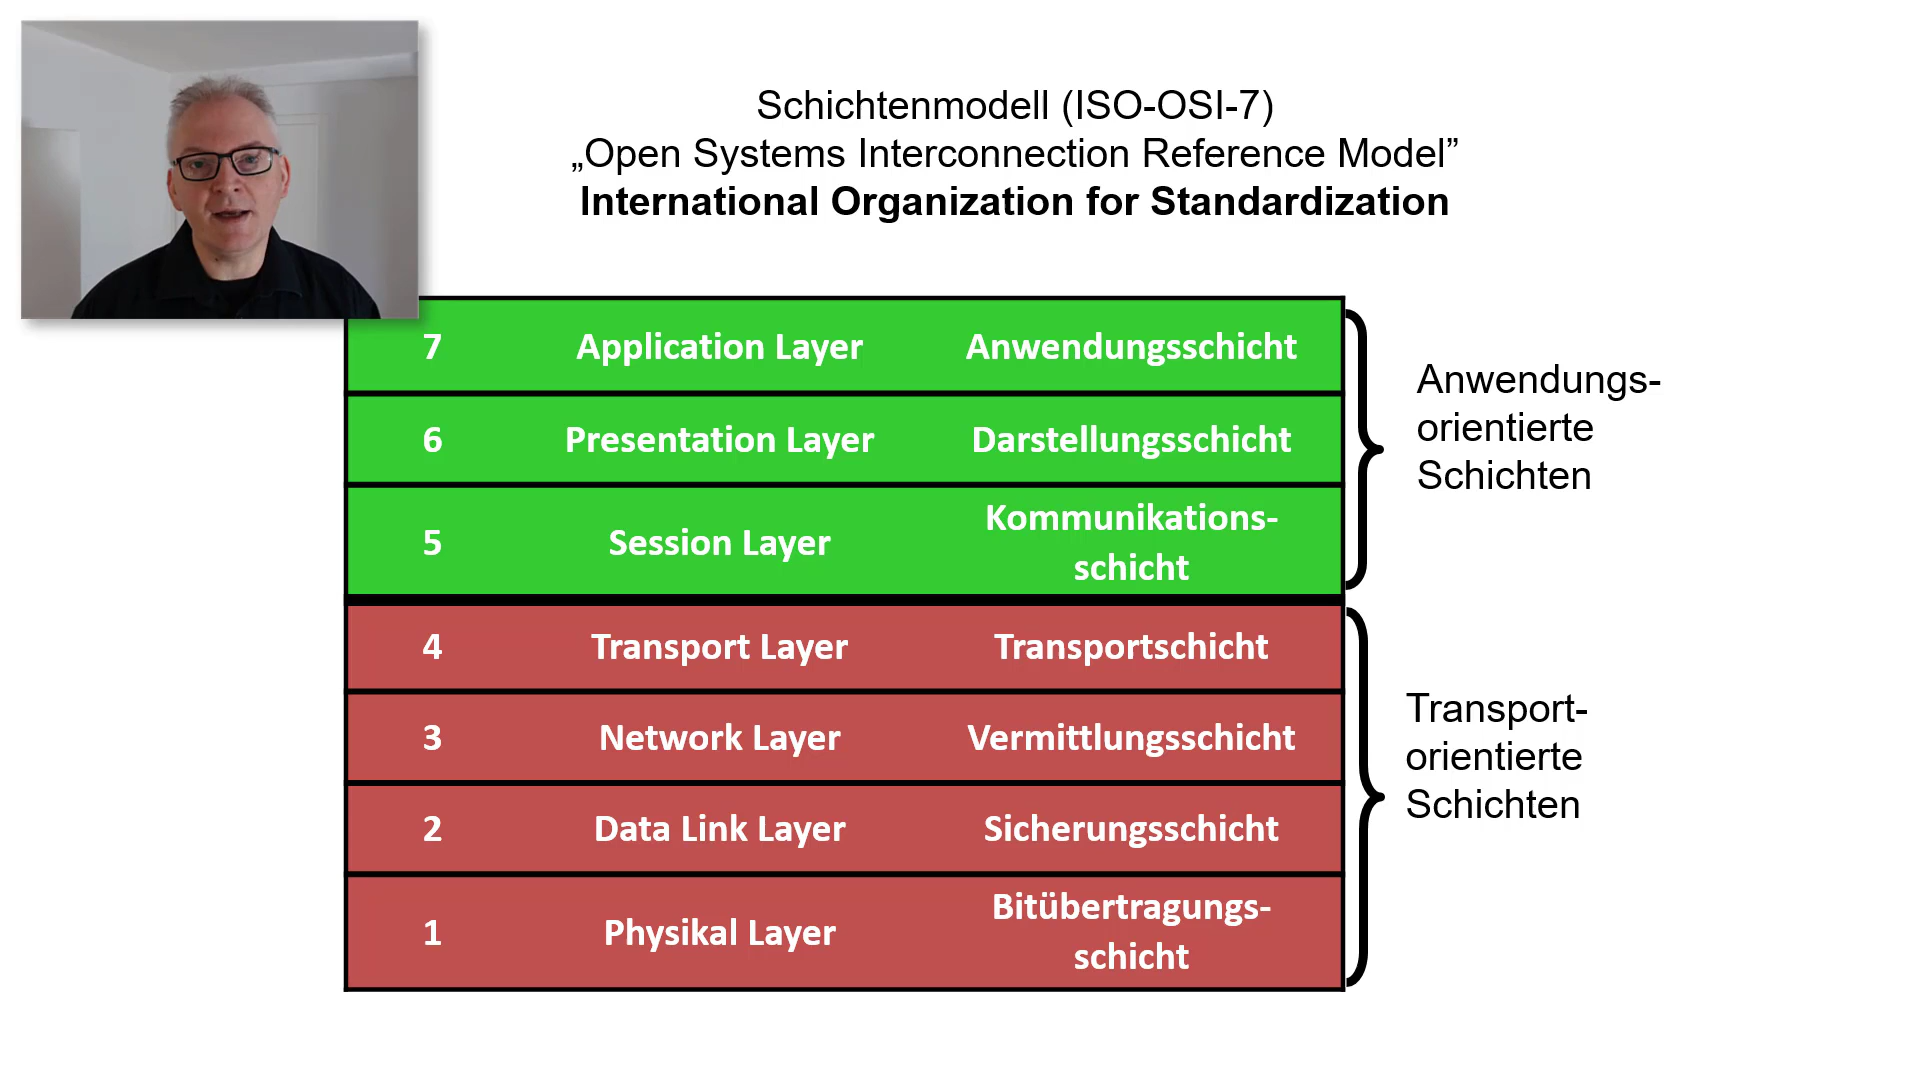 Schichtenmodell (ISO-OSI-7)
„Open Systems Interconnection Reference Model”
International Organization for Standardization
7 Application Layer Anwendungsschicht
6 Presentation Layer Darstellungsschicht
5 Session Layer Kommunikations-
schicht
Anwendungs-
orientierte
Schichten
4 Transport Layer Transportschicht
3 Network Layer Vermittlungsschicht
2 Data Link Layer Sicherungsschicht
1 Physikal Layer Bitübertragungs-
schicht
Transport-
orientierte
Schichten